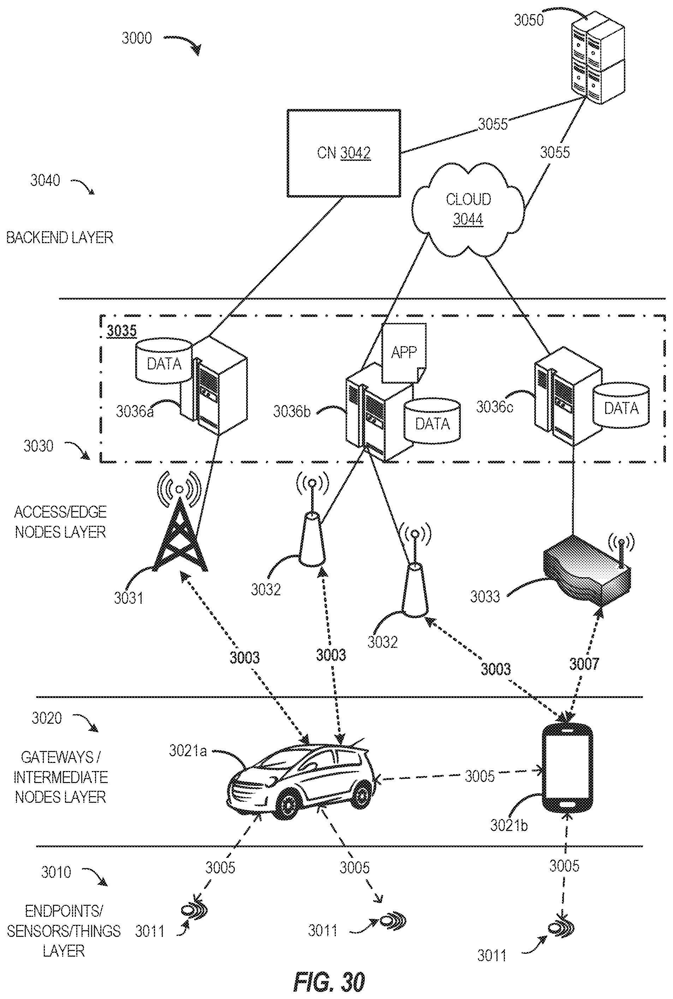 3050
3000
3055
CN 3042
3055
3040
CLOUD
3044
BACKEND LAYER
3035
DATA
APP
3036a
3036b
3036c
DATA
DATA
3030
ACCESS/EDGE
NODES LAYER
3031
3032
3033
3032
3003
3003
3003
3007
3020
3021a
GATEWAYS /
INTERMEDIATE
NODES LAYER
3005
3021b
3005
3005
3005
3010
ENDPOINTS/
SENSORS/THINGS
LAYER
3011
3011
3011
FIG. 30